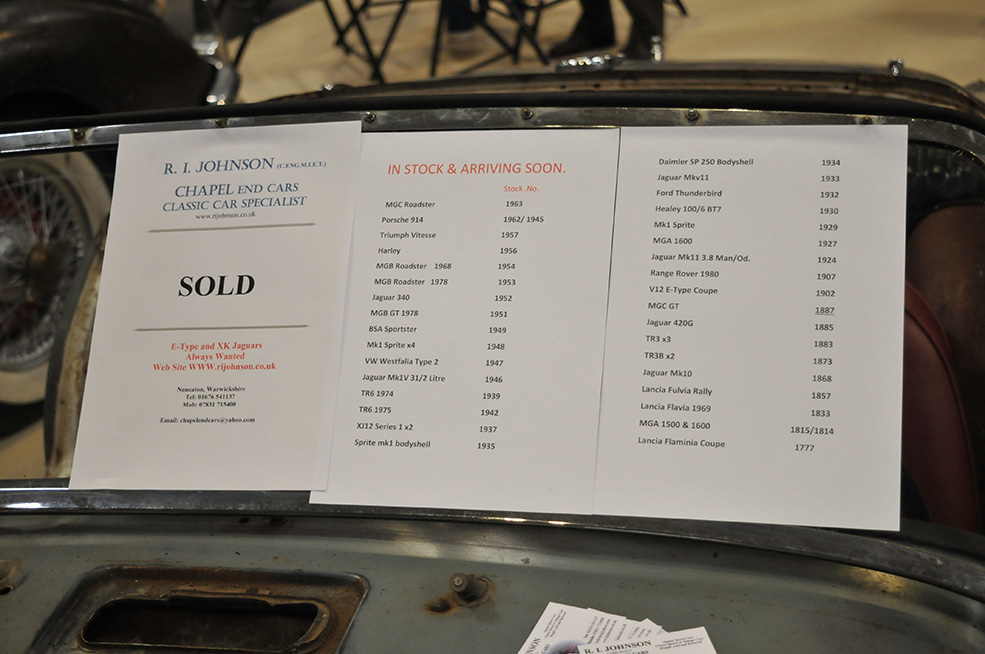 R. I. JOHNSON (C.ENG.M.I.E.T.)
CHAPEL END CARS
CLASSIC CAR SPECIALIST
www.rijohnson.co.uk
SOLD
E-Type and XK Jaguars
Always Wanted
Web Site WWW.rijohnson.co.uk
Nuneaton, Warwickshire
Tel: 01676 541137
Mob: 07831 715400
Email: chapelendcars@yahoo.com
IN STOCK & ARRIVING SOON.
Stock .No.
MGC Roadster 1963
Porsche 914 1962/ 1945
Triumph Vitesse 1957
Harley 1956
MGB Roadster 1968 1954
MGB Roadster 1978 1953
Jaguar 340 1952
MGB GT 1978 1951
BSA Sportster 1949
Mk1 Sprite x4 1948
VW Westfalia Type 2 1947
Jaguar Mk1V 31/2 Litre 1946
TR6 1974 1939
TR6 1975 1942
XJ12 Series 1 x2 1937
Sprite mk1 bodyshell 1935
Daimler SP 250 Bodyshell 1934
Jaguar Mkv11 1933
Ford Thunderbird 1932
Healey 100/6 BT7 1930
Mk1 Sprite 1929
MGA 1600 1927
Jaguar Mk11 3.8 Man/Od. 1924
Range Rover 1980 1907
V12 E-Type Coupe 1902
MGC GT 1887
Jaguar 420G 1885
TR3 x3 1883
TR3B x2 1873
Jaguar Mk10 1868
Lancia Fulvia Rally 1857
Lancia Flavia 1969 1833
MGA 1500 & 1600 1815/1814
Lancia Flaminia Coupe 1777
R. I. JOHNSON